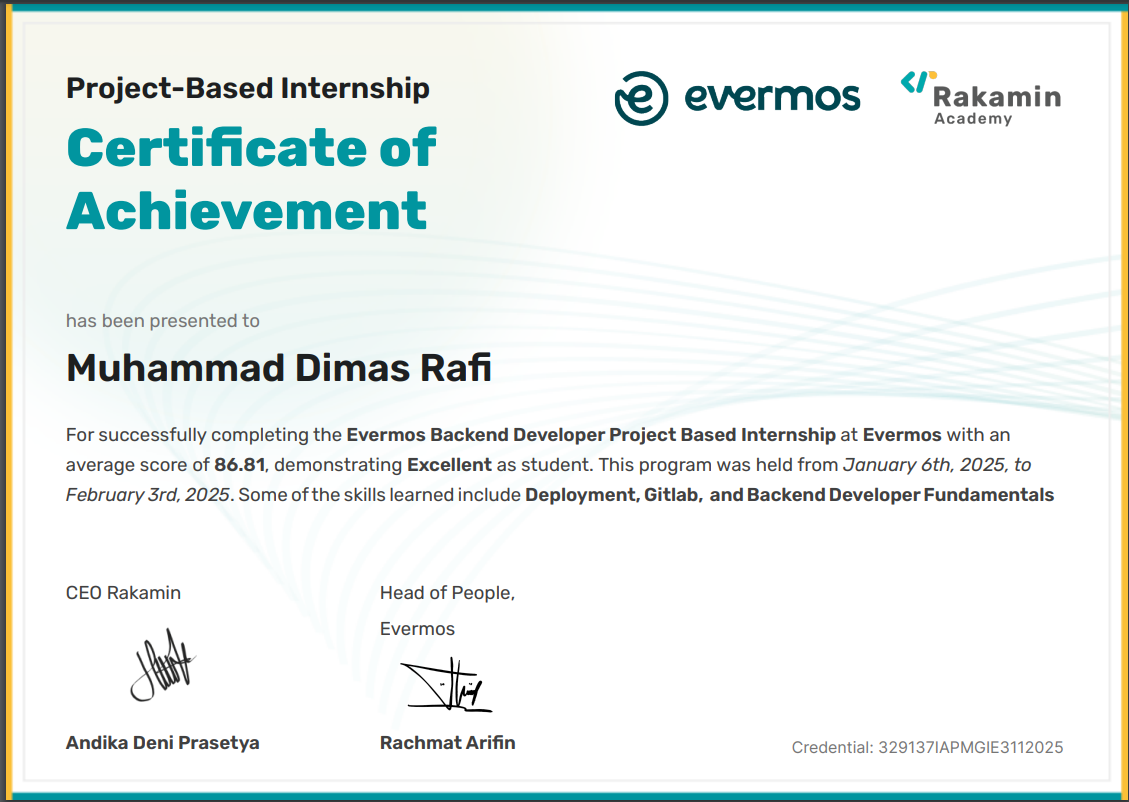 Project-Based Internship
evermos
Rakamin
Academy
Certificate of
Achievement
has been presented to
Muhammad Dimas Rafi
For successfully completing the Evermos Backend Developer Project Based Internship at Evermos with an
average score of 86.81, demonstrating Excellent as student. This program was held from January 6th, 2025, to
February 3rd, 2025. Some of the skills learned include Deployment, Gitlab, and Backend Developer Fundamentals
CEO Rakamin
Andika Deni Prasetya
Head of People,
Evermos
Rachmat Arifin
Credential: 329137IAPMGIE3112025